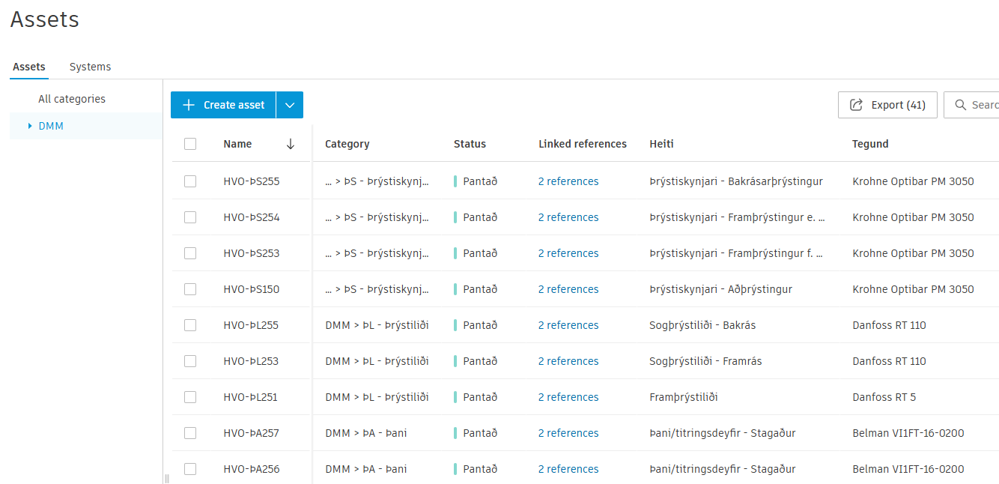 Assets
Assets Systems
All categories
DMM
Create asset
Export (41)
Searc
Name Category Status Linked references Heiti Tegund
HVO-ÞS255 ... > ÞS - Þrýstiskynj... Pantað 2 references Þrýstiskynjari - Bakrásarþrýstingur Krohne Optibar PM 3050
HVO-ÞS254 ... > ÞS - Þrýstiskynj... Pantað 2 references Þrýstiskynjari - Framþrýstingur e. ... Krohne Optibar PM 3050
HVO-ÞS253 ... > ÞS - Þrýstiskynj... Pantað 2 references Þrýstiskynjari - Framþrýstingur f. ... Krohne Optibar PM 3050
HVO-ÞS150 ... > ÞS - Þrýstiskynj... Pantað 2 references Þrýstiskynjari - Aðþrýstingur Krohne Optibar PM 3050
HVO-ÞL255 DMM > ÞL - Þrýstiliði Pantað 2 references Sogþrýstiliði - Bakrás Danfoss RT 110
HVO-ÞL253 DMM > ÞL - Þrýstiliði Pantað 2 references Sogþrýstiliði - Framrás Danfoss RT 110
HVO-ÞL251 DMM > ÞL - Þrýstiliði Pantað 2 references Framþrýstiliði Danfoss RT 5
HVO-ÞA257 DMM > ÞA - Þani Pantað 2 references Þani/titringsdeyfir - Stagaður Belman VI1FT-16-0200
HVO-ÞA256 DMM > ÞA - Þani Pantað 2 references Þani/titringsdeyfir - Stagaður Belman VI1FT-16-0200